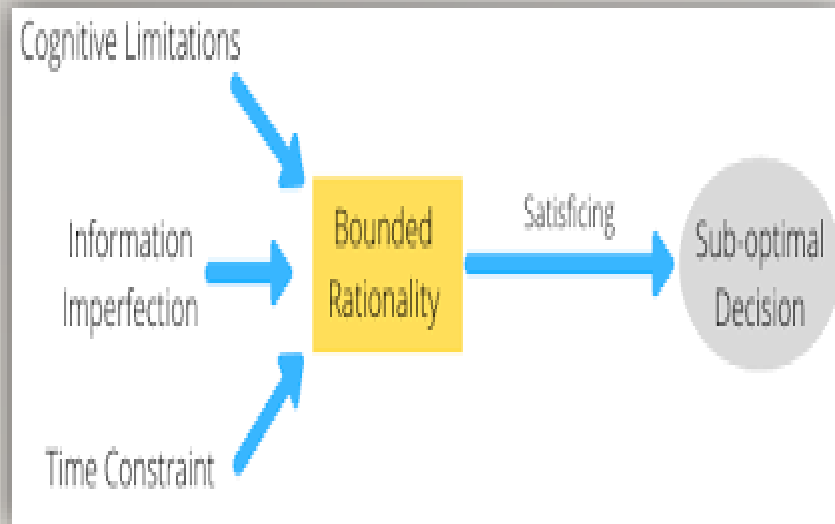 Cognitive Limitations
Information
Imperfection
Time Constraint
Bounded
Rationality
Satisficing
Sub-optimal
Decision